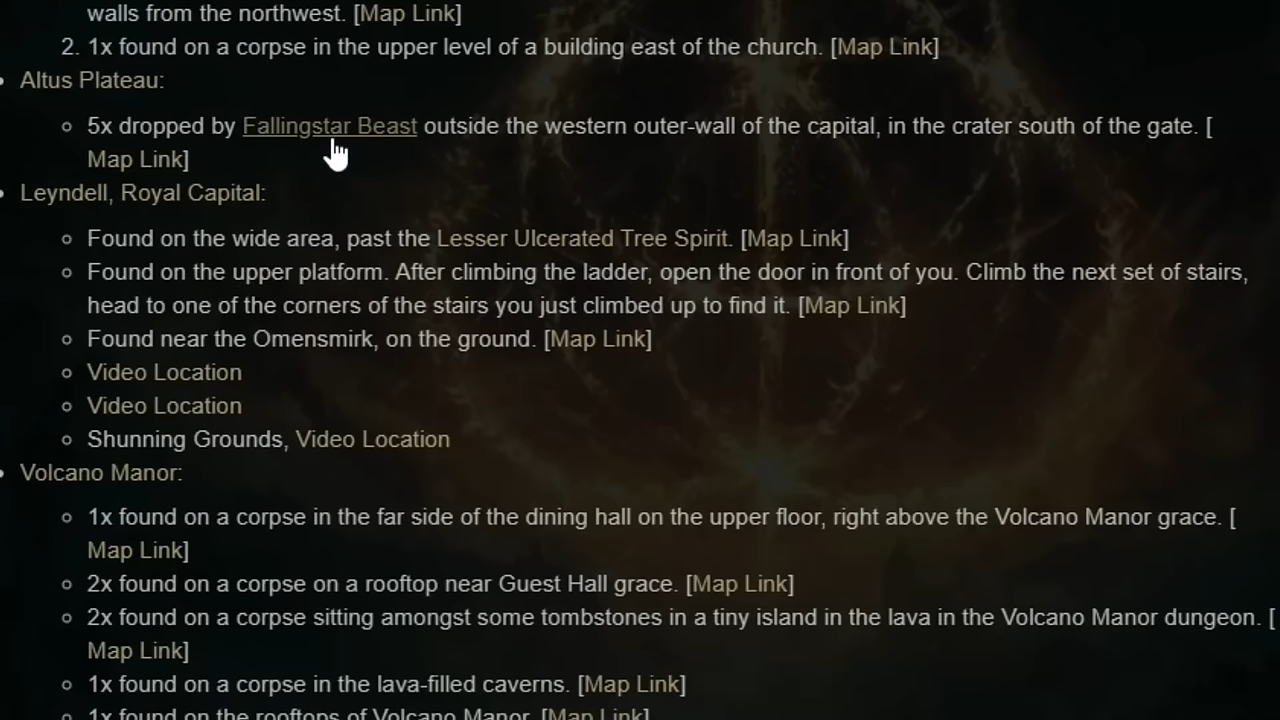 walls from the northwest. [Map Link]
2. 1x found on a corpse in the upper level of a building east of the church. [Map Link]
Altus Plateau:
5x dropped by Fallingstar Beast outside the western outer-wall of the capital, in the crater south of the gate. [
Map Link]
Leyndell, Royal Capital:
Found on the wide area, past the Lesser Ulcerated Tree Spirit. [Map Link]
Found on the upper platform. After climbing the ladder, open the door in front of you. Climb the next set of stairs,
head to one of the corners of the stairs you just climbed up to find it. [Map Link]
Found near the Omensmirk, on the ground. [Map Link]
Video Location
Video Location
Shunning Grounds, Video Location
Volcano Manor:
1x found on a corpse in the far side of the dining hall on the upper floor, right above the Volcano Manor grace. [
Map Link]
2x found on a corpse on a rooftop near Guest Hall grace. [Map Link]
2x found on a corpse sitting amongst some tombstones in a tiny island in the lava in the Volcano Manor dungeon. [
Map Link]
1x found on a corpse in the lava-filled caverns. [Map Link]
1x found on the rooftops of Volcano Manor. [Map Link]